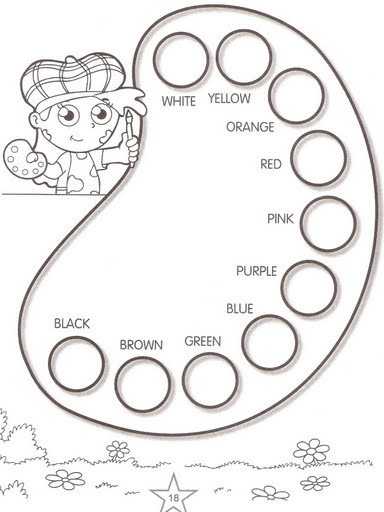 WHITE
YELLOW
ORANGE
RED
PINK
PURPLE
BLUE
GREEN
BROWN
BLACK
18